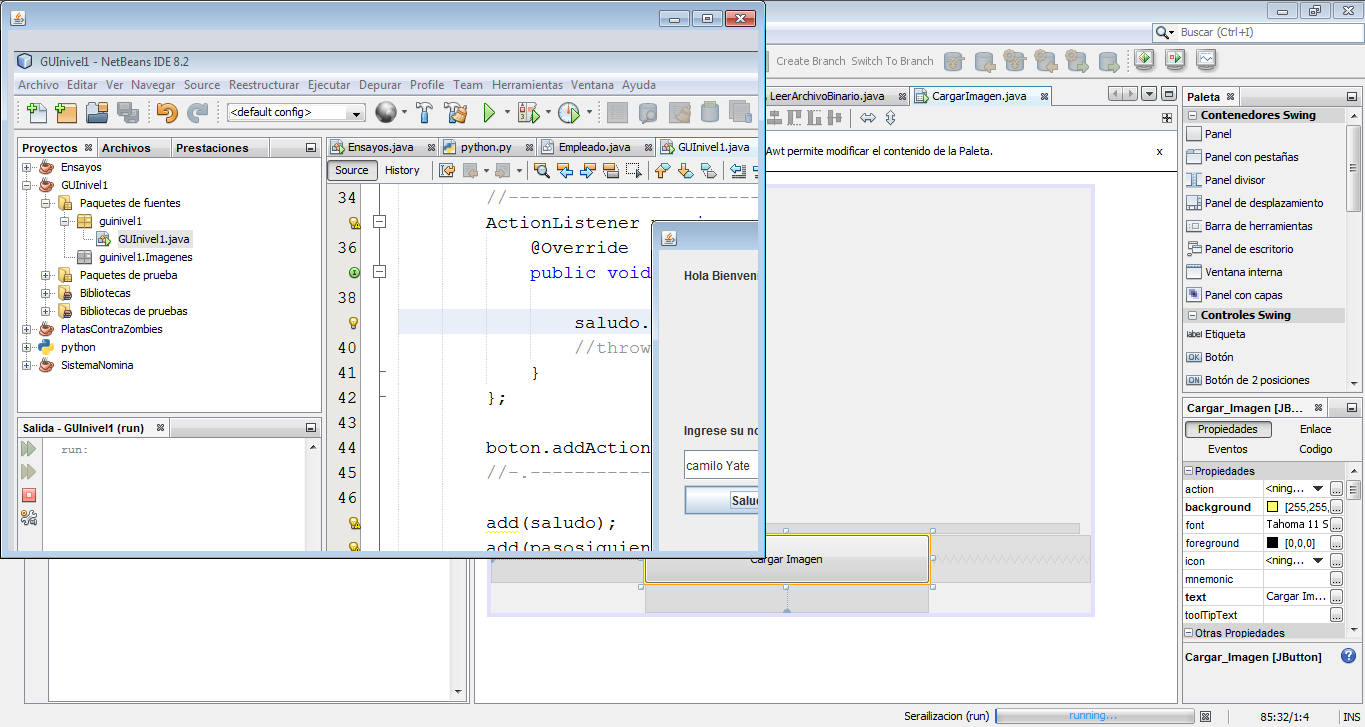 GUInivel1 - NetBeans IDE 8.2
Archivo Editar Ver Navegar Source Reestructurar Ejecutar Depurar Profile Team Herramientas Ventana Ayuda
<default config>
Proyectos Archivos Prestaciones
Ensayos
GUInivel1
Paquetes de fuentes
guinivel1
GUInivel1.java
guinivel1.Imagenes
Paquetes de prueba
Bibliotecas
Bibliotecas de pruebas
PlatasContraZombies
python
SistemaNomina
Salida - GUInivel1 (run)
run:
Ensayos.java python.py Empleado.java GUInivel1.java
Source History
34 //-----------------------
ActionListener
36 @Override
public void
38
saludo.
40 //throw
41 }
42 };
43
44 boton.addAction
45 //-.-----------
46
add(saludo);
add(pasosiguien
Hola Bienveni
Ingrese su no
camilo Yate
Salud
Buscar (Ctrl+I)
Create Branch Switch To Branch
LeerArchivoBinario.java CargarImagen.java
Awt permite modificar el contenido de la Paleta. x
Cargar Imagen
Paleta
Contenedores Swing
Panel
Panel con pestañas
Panel divisor
Panel de desplazamiento
Barra de herramientas
Panel de escritorio
Ventana interna
Panel con capas
Controles Swing
label Etiqueta
OK Botón
ON Botón de 2 posiciones
Cargar_Imagen [JB...
Propiedades Enlace
Eventos Codigo
Propiedades
action <ning... ...
background [255,255, ...
font Tahoma 11 S ...
foreground [0,0,0] ...
icon <ning... ...
mnemonic ...
text Cargar Im... ...
toolTipText ...
Otras Propiedades
Cargar_Imagen [JButton]
Serailizacion (run) running... 85:32/1:4 INS